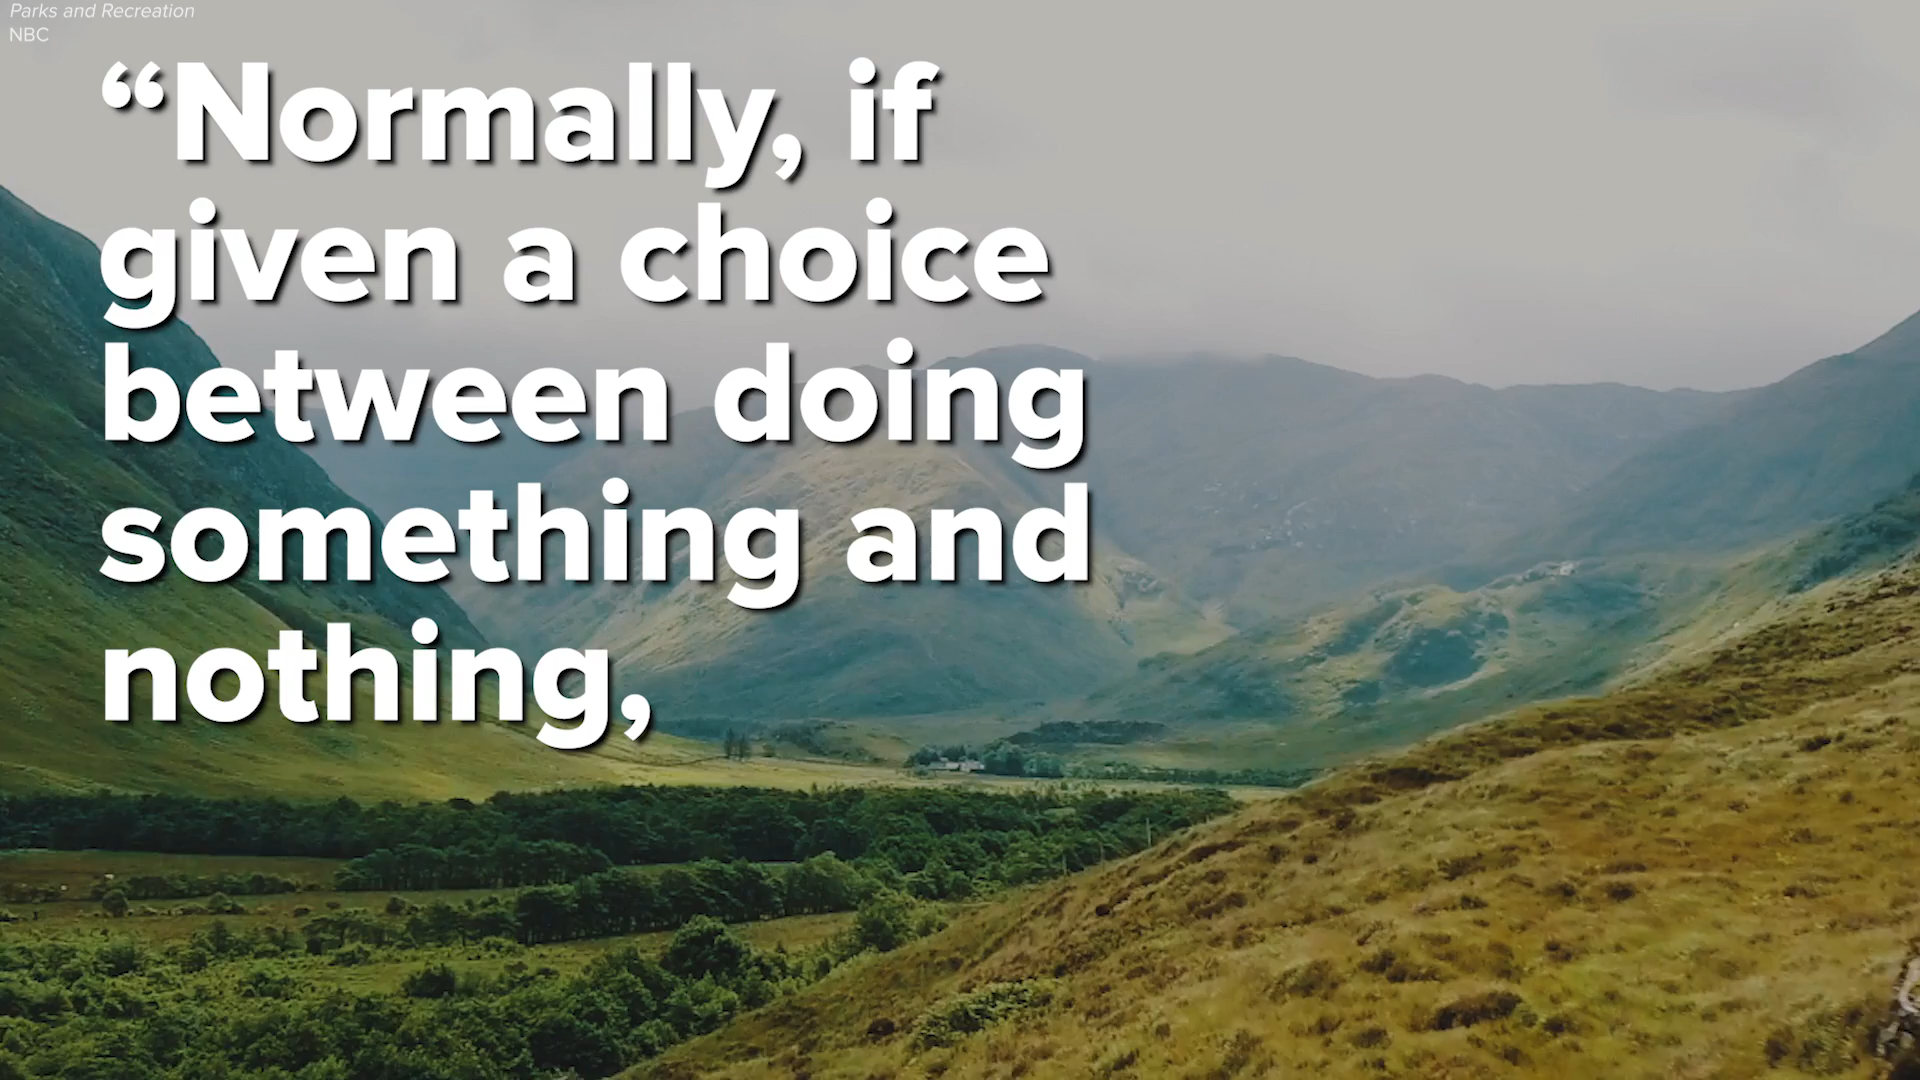 Parks and Recreation
NBC
“Normally, if
given a choice
between doing
something and
nothing,